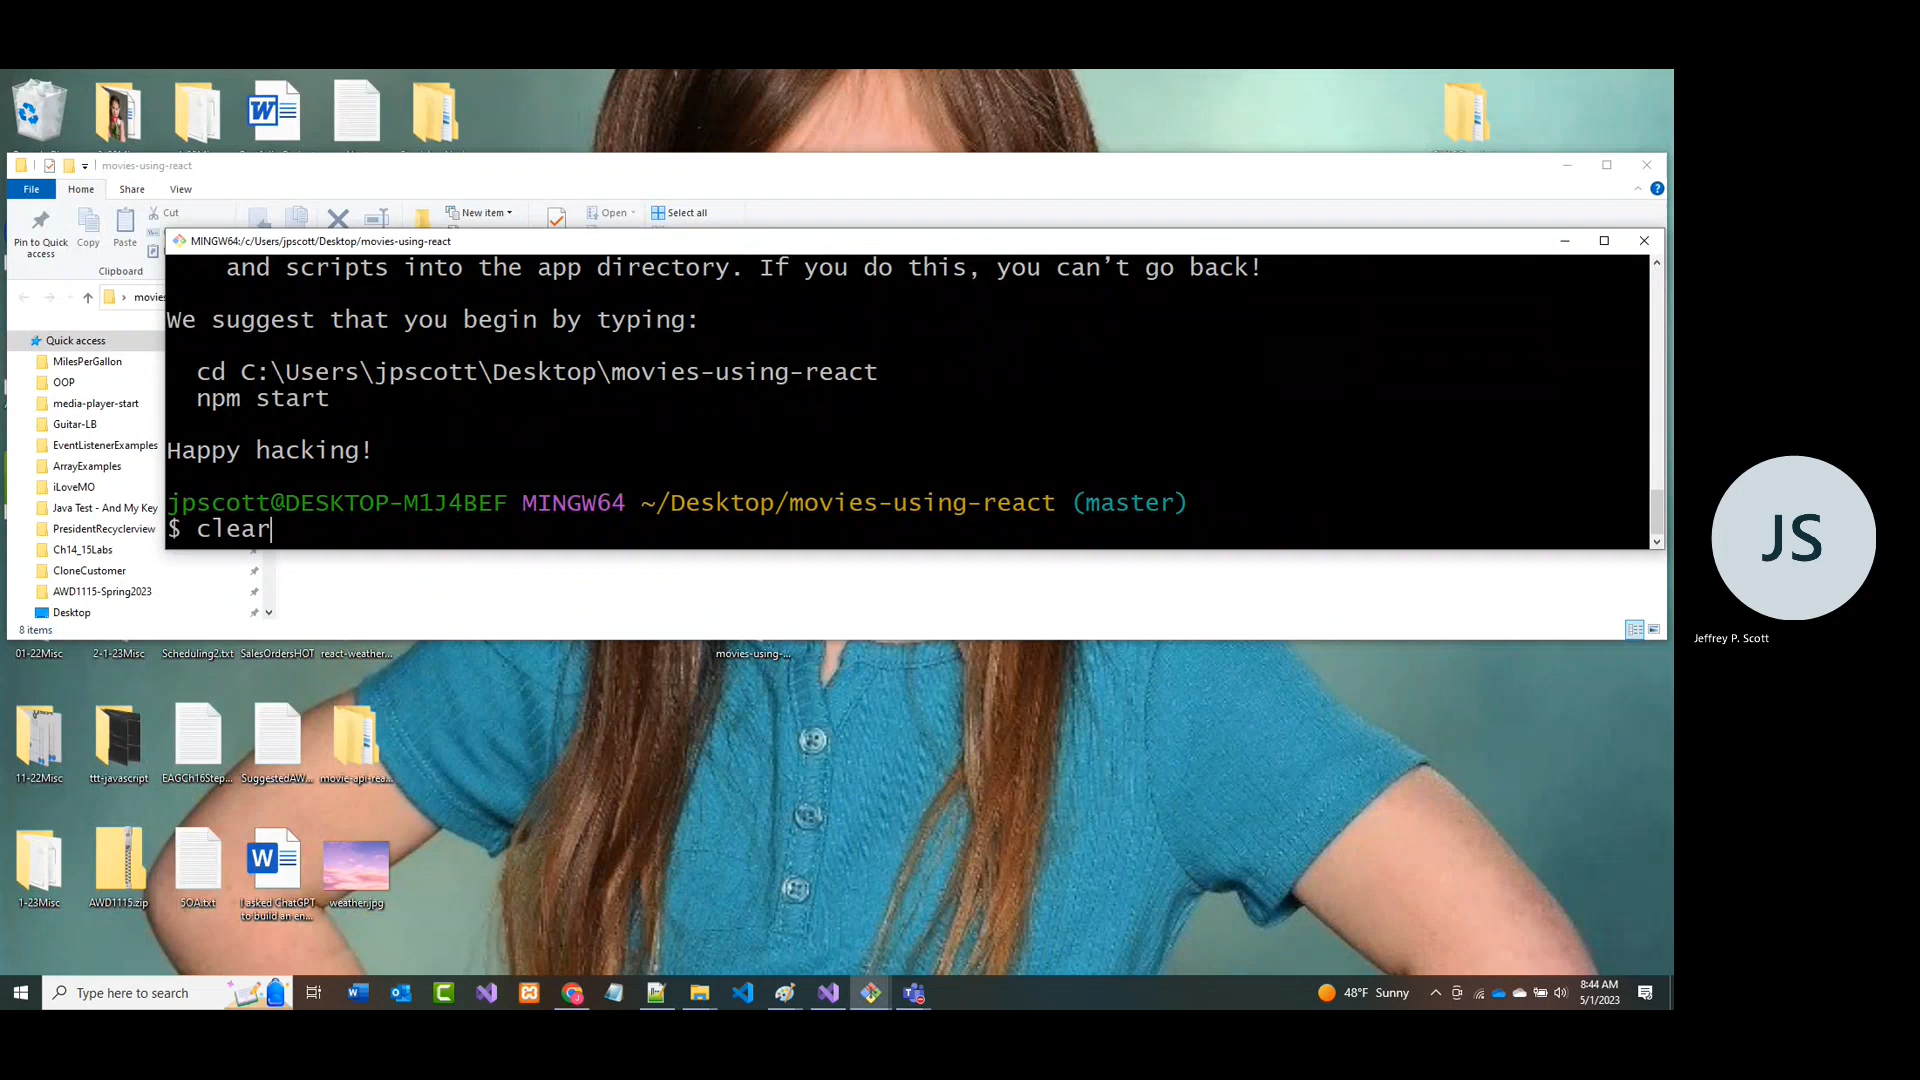 movies-using-react
File Home Share View
Pin to Quick access
Copy
Paste
Cut
New item
Open
Select all
Clipboard
MINGW64:/c/Users/jpscott/Desktop/movies-using-react
and scripts into the app directory. If you do this, you can’t go back!
We suggest that you begin by typing:
cd C:\Users\jpscott\Desktop\movies-using-react
npm start
Happy hacking!
jpscott@DESKTOP-M1J4BEF MINGW64 ~/Desktop/movies-using-react (master)
$ clear
Quick access
MilesPerGallon
OOP
media-player-start
Guitar-LB
EventListenerExamples
ArrayExamples
iLoveMO
Java Test - And My Key
PresidentRecyclerview
Ch14_15Labs
CloneCustomer
AWD1115-Spring2023
Desktop
8 items
01-22Misc 2-1-23Misc Scheduling2.txt SalesOrdersHOT react-weather... movies-using-...
11-22Misc ttt-javascript EAGCh16Step... SuggestedAW... movie-api-rea...
1-23Misc AWD1115.zip SOA.txt I asked ChatGPT to build an en... weather.jpg
Type here to search
48°F Sunny
8:44 AM
5/1/2023
JS
Jeffrey P. Scott